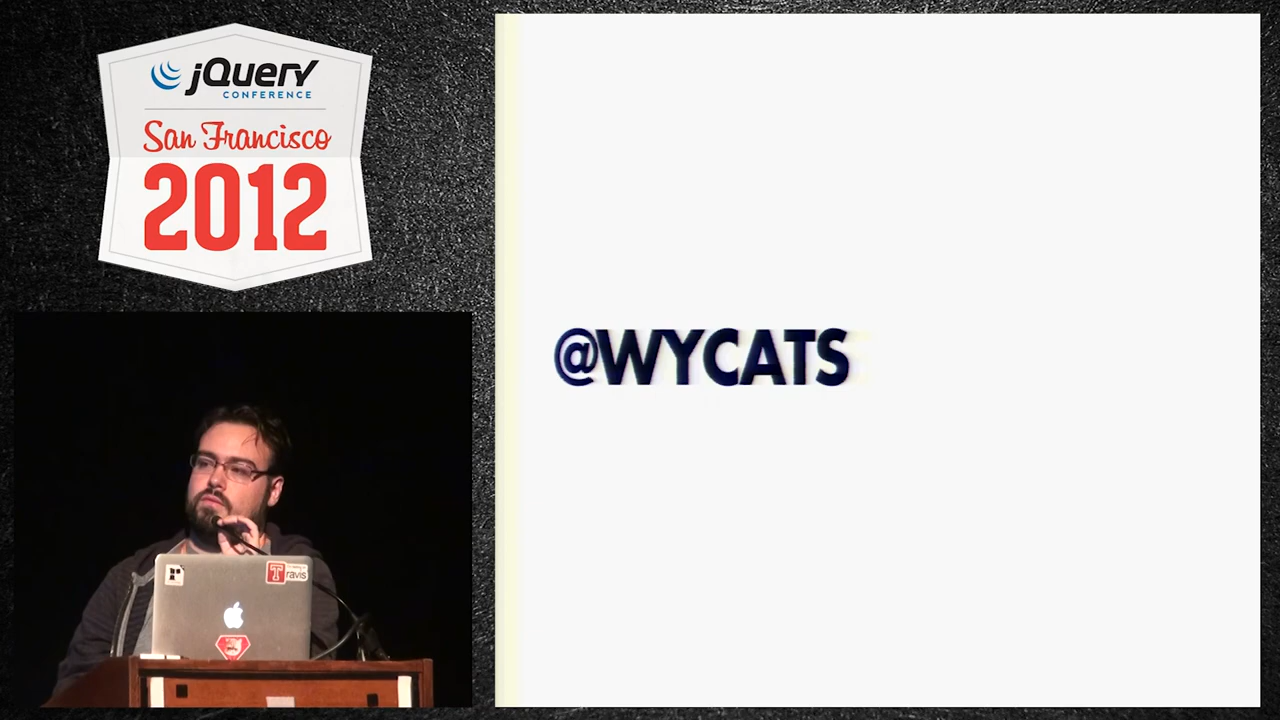 jQuery
CONFERENCE
San Francisco
2012
@WYCATS
Travis